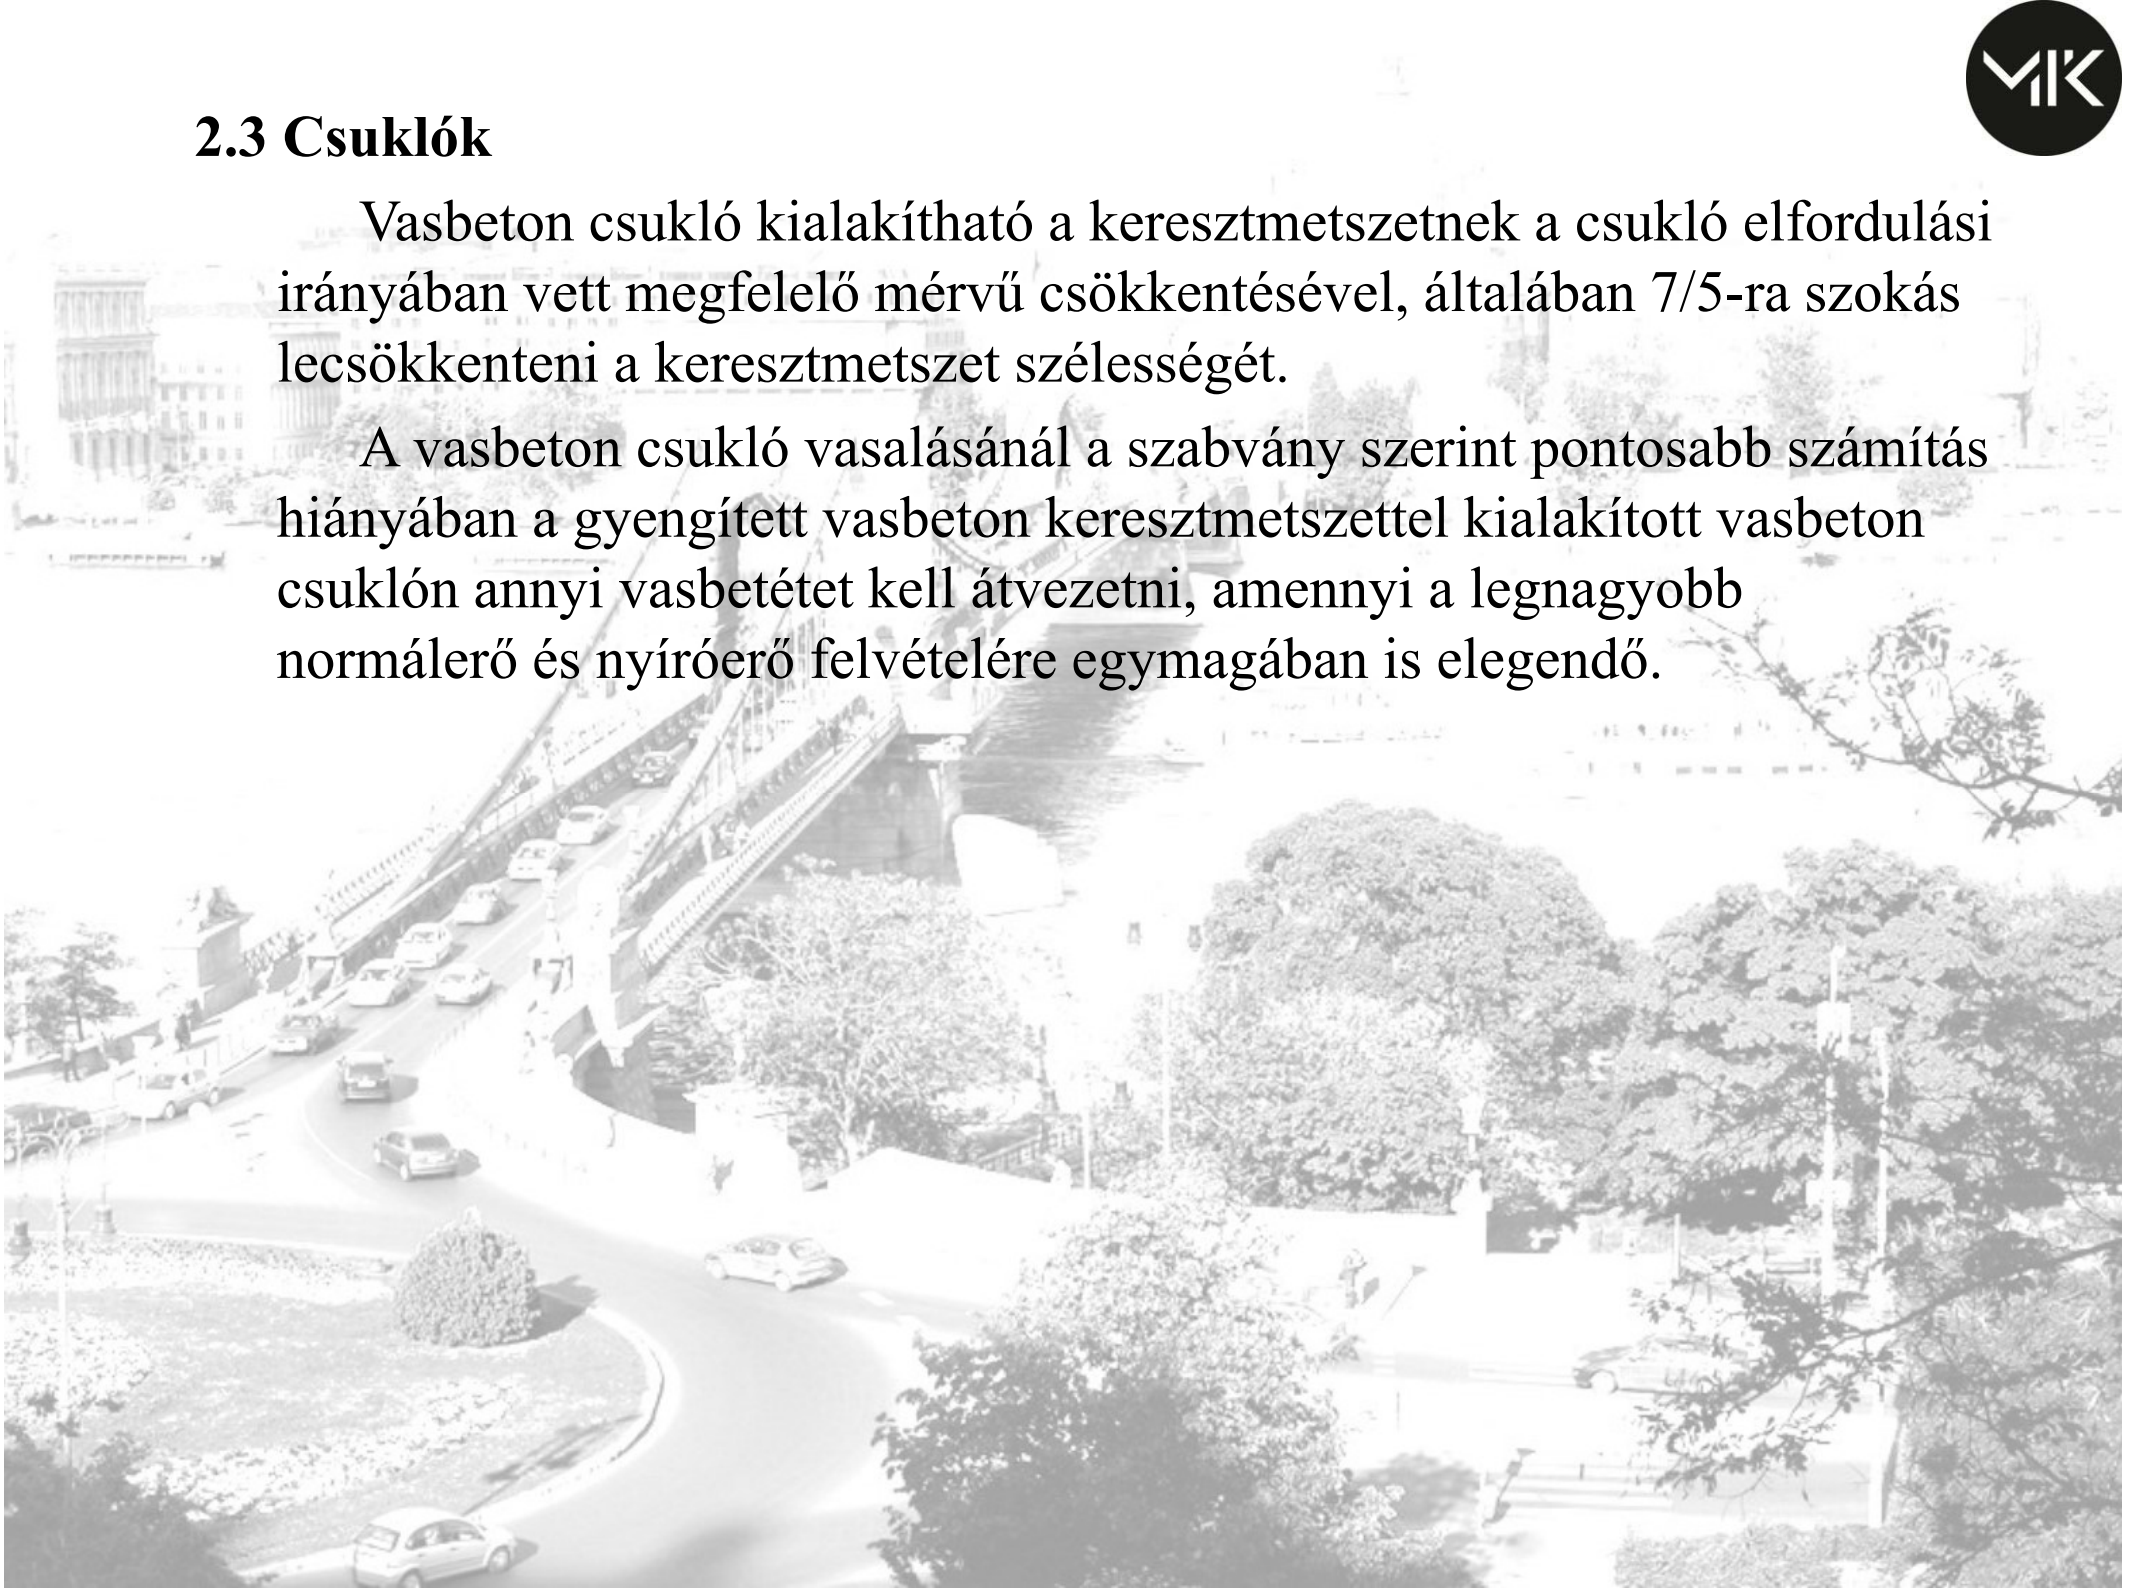 MK
2.3 Csuklók
Vasbeton csukló kialakítható a keresztmetszetnek a csukló elfordulási
irányában vett megfelelő mérvű csökkentésével, általában 7/5-ra szokás
lecsökkenteni a keresztmetszet szélességét.
A vasbeton csukló vasalásánál a szabvány szerint pontosabb számítás
hiányában a gyengített vasbeton keresztmetszettel kialakított vasbeton
csuklón annyi vasbetétet kell átvezetni, amennyi a legnagyobb
normálerő és nyíróerő felvételére egymagában is elegendő.